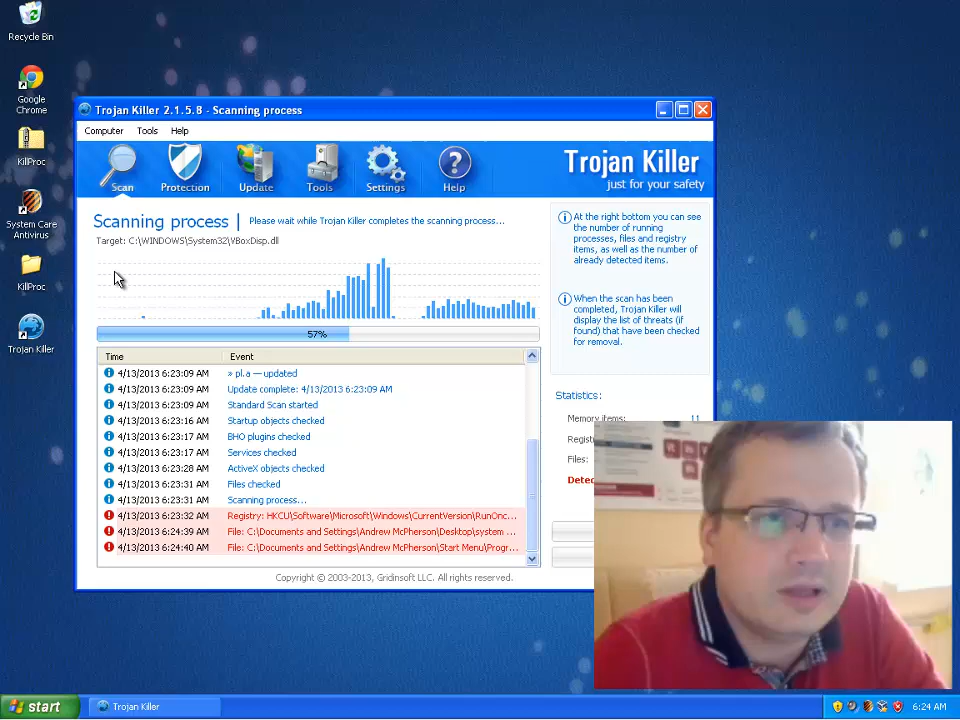 Recycle Bin
Google
Chrome
KillProc
System Care
Antivirus
KillProc
Trojan Killer
Trojan Killer 2.1.5.8 - Scanning process
Computer Tools Help
Scan Protection Update Tools Settings Help
Trojan Killer
just for your safety
Scanning process | Please wait while Trojan Killer completes the scanning process...
Target: C:\WINDOWS\System32\VBoxDisp.dll
57%
Time Event
4/13/2013 6:23:09 AM » pl.a — updated
4/13/2013 6:23:09 AM Update complete: 4/13/2013 6:23:09 AM
4/13/2013 6:23:09 AM Standard Scan started
4/13/2013 6:23:16 AM Startup objects checked
4/13/2013 6:23:17 AM BHO plugins checked
4/13/2013 6:23:17 AM Services checked
4/13/2013 6:23:28 AM ActiveX objects checked
4/13/2013 6:23:31 AM Files checked
4/13/2013 6:23:31 AM Scanning process...
4/13/2013 6:23:32 AM Registry: HKCU\Software\Microsoft\Windows\CurrentVersion\RunOnc...
4/13/2013 6:24:39 AM File: C:\Documents and Settings\Andrew McPherson\Desktop\system ...
4/13/2013 6:24:40 AM File: C:\Documents and Settings\Andrew McPherson\Start Menu\Progr...
At the right bottom you can see
the number of running
processes, files and registry
items, as well as the number of
already detected items.
When the scan has been
completed, Trojan Killer will
display the list of threats (if
found) that have been checked
for removal.
Statistics:
Memory items: 11
Regist
Files:
Detec
Copyright © 2003-2013, Gridinsoft LLC. All rights reserved.
start
Trojan Killer
6:24 AM